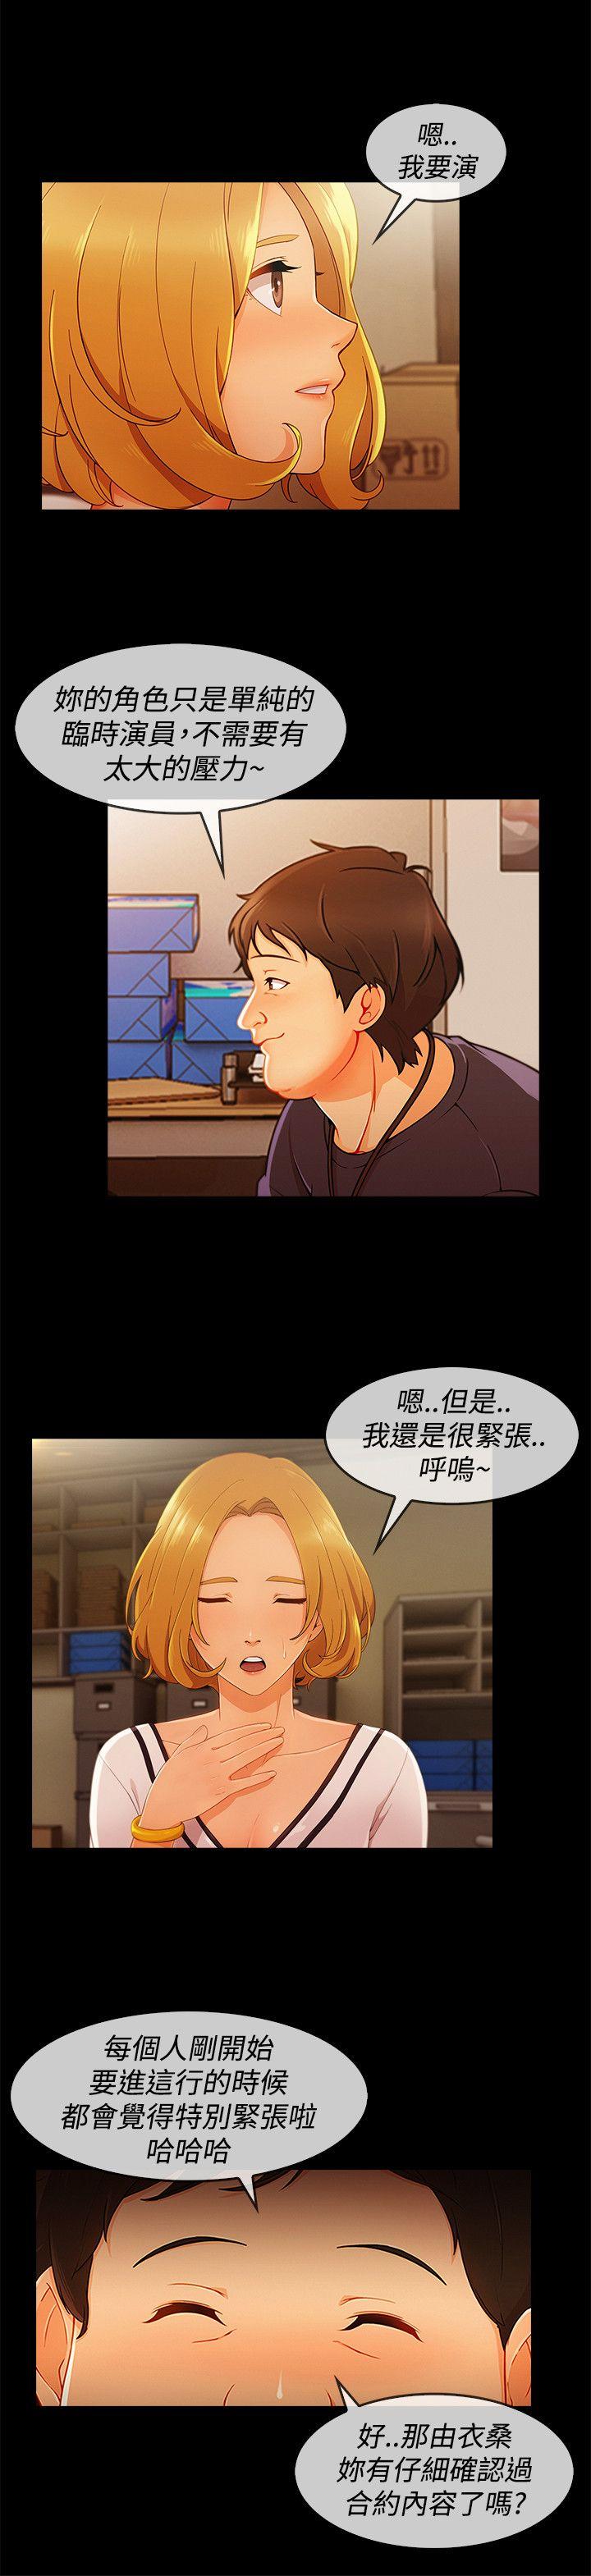 嗯..
我要演
妳的角色只是單純的
臨時演員,不需要有
太大的壓力~
嗯..但是..
我還是很緊張..
呼嗚~
每個人剛開始
要進這行的時候
都會覺得特別緊張啦
哈哈哈
好..那由衣桑
妳有仔細確認過
合約內容了嗎?